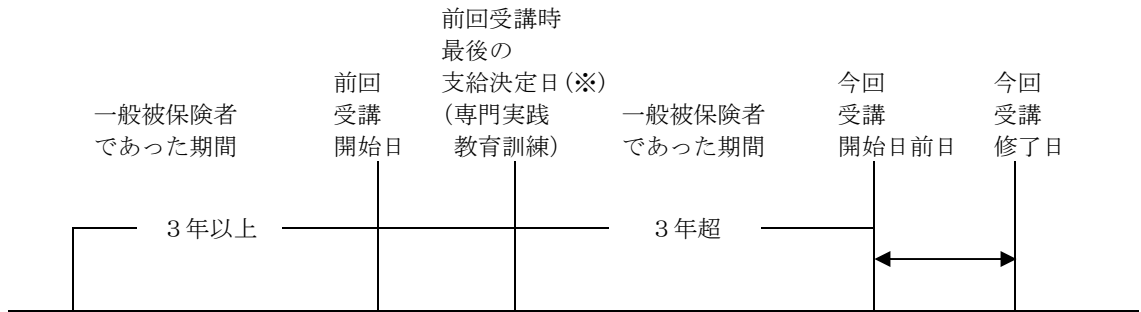 一般被保険者
であった期間
前回
受講
開始日
前回受講時
最後の
支給決定日(※)
(専門実践
教育訓練)
一般被保険者
であった期間
今回
受講
開始日前日
今回
受講
修了日
3年以上
3年超